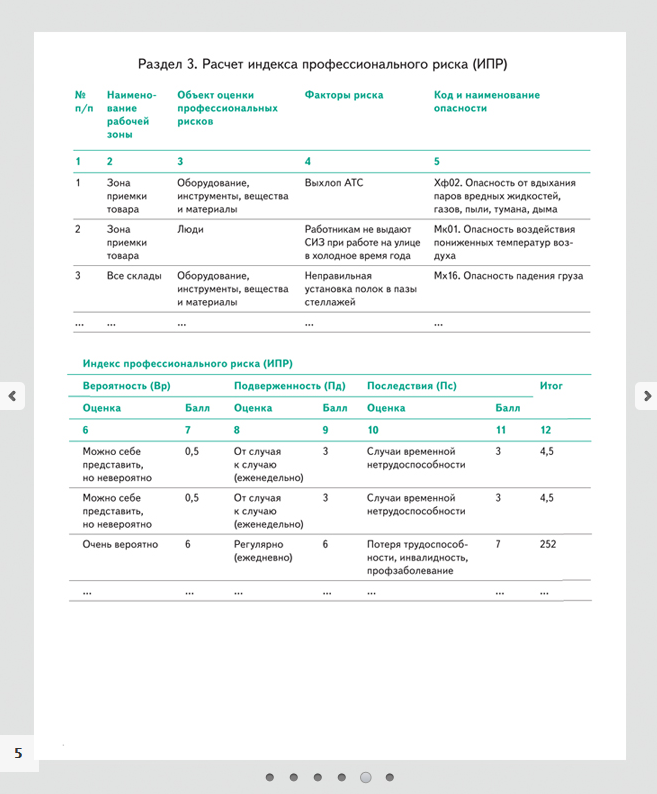 Раздел 3. Расчет индекса профессионального риска (ИПР)
№ Наимено- Объект оценки Факторы риска Код и наименование
п/п вание профессиональных опасности
рабочей рисков
зоны
1 2 3 4 5
1 Зона Оборудование, Выхлоп АТС Хф02. Опасность от вдыхания
приемки инструменты, вещества паров вредных жидкостей,
товара и материалы газов, пыли, тумана, дыма
2 Зона Люди Работникам не выдают Мк01. Опасность воздействия
приемки СИЗ при работе на улице пониженных температур воз-
товара в холодное время года духа
3 Все склады Оборудование, Неправильная Мх16. Опасность падения груза
инструменты, вещества установка полок в пазы
и материалы стеллажей
... ... ... ... ...
Индекс профессионального риска (ИПР)
Вероятность (Вр) Подверженность (Пд) Последствия (Пс) Итог
Оценка Балл Оценка Балл Оценка Балл
6 7 8 9 10 11 12
Можно себе 0,5 От случая 3 Случаи временной 3 4,5
представить, к случаю нетрудоспособности
но невероятно (еженедельно)
Можно себе 0,5 От случая 3 Случаи временной 3 4,5
представить, к случаю нетрудоспособности
но невероятно (еженедельно)
Очень вероятно 6 Регулярно 6 Потеря трудоспособ- 7 252
(ежедневно) ности, инвалидность,
профзаболевание
... ... ... ... ... ... ...
5